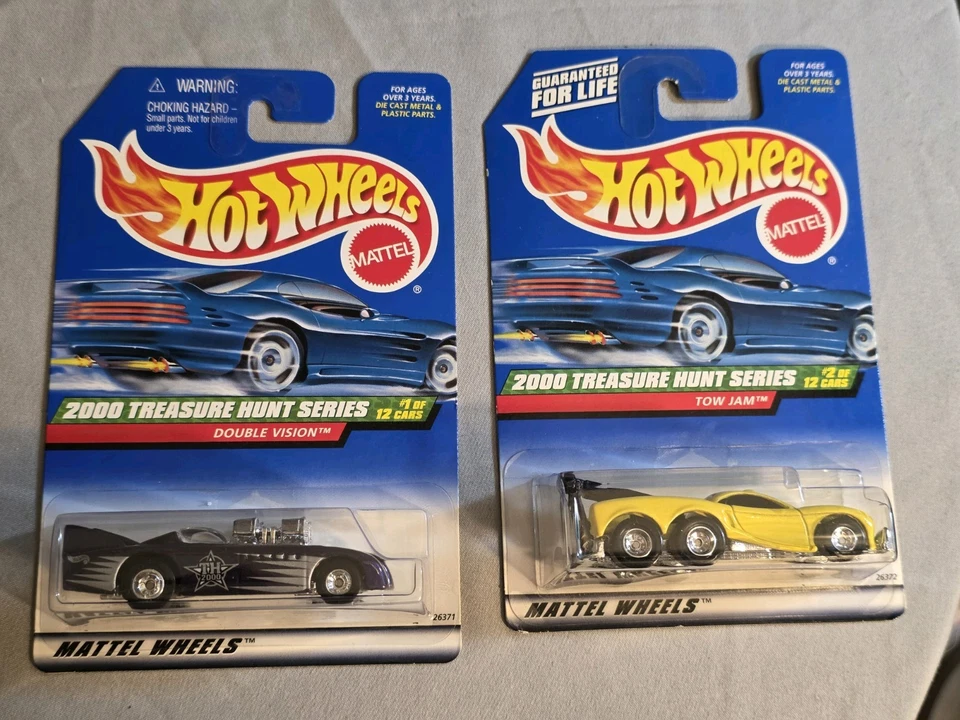 ⚠ WARNING:
CHOKING HAZARD –
Small parts. Not for children
under 3 years.
FOR AGES
OVER 3 YEARS.
DIE CAST METAL &
PLASTIC PARTS.
HOT WHEELS
MATTEL
®
2000 TREASURE HUNT SERIES
#1 OF
12 CARS
DOUBLE VISION™
TH
2000
26371
MATTEL WHEELS™
GUARANTEED
FOR LIFE
FOR AGES
OVER 3 YEARS.
DIE CAST METAL &
PLASTIC PARTS.
HOT WHEELS
MATTEL
®
2000 TREASURE HUNT SERIES
#2 OF
12 CARS
TOW JAM™
26372
MATTEL WHEELS™